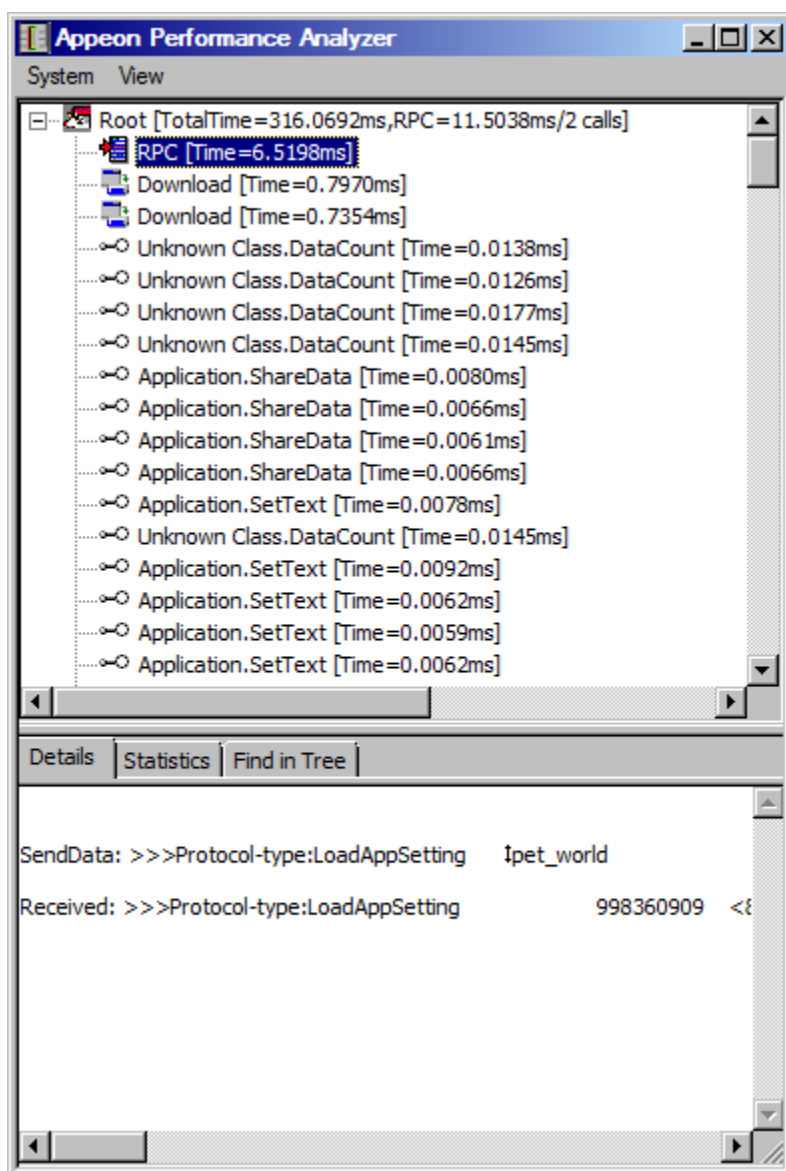 Appeon Performance Analyzer
System View
Root [TotalTime=316.0692ms,RPC=11.5038ms/2 calls]
RPC [Time=6.5198ms]
Download [Time=0.7970ms]
Download [Time=0.7354ms]
Unknown Class.DataCount [Time=0.0138ms]
Unknown Class.DataCount [Time=0.0126ms]
Unknown Class.DataCount [Time=0.0177ms]
Unknown Class.DataCount [Time=0.0145ms]
Application.ShareData [Time=0.0080ms]
Application.ShareData [Time=0.0066ms]
Application.ShareData [Time=0.0061ms]
Application.ShareData [Time=0.0066ms]
Application.SetText [Time=0.0078ms]
Unknown Class.DataCount [Time=0.0145ms]
Application.SetText [Time=0.0092ms]
Application.SetText [Time=0.0062ms]
Application.SetText [Time=0.0059ms]
Application.SetText [Time=0.0062ms]
Details Statistics Find in Tree
SendData: >>>Protocol-type:LoadAppSetting ↕pet_world
Received: >>>Protocol-type:LoadAppSetting 998360909